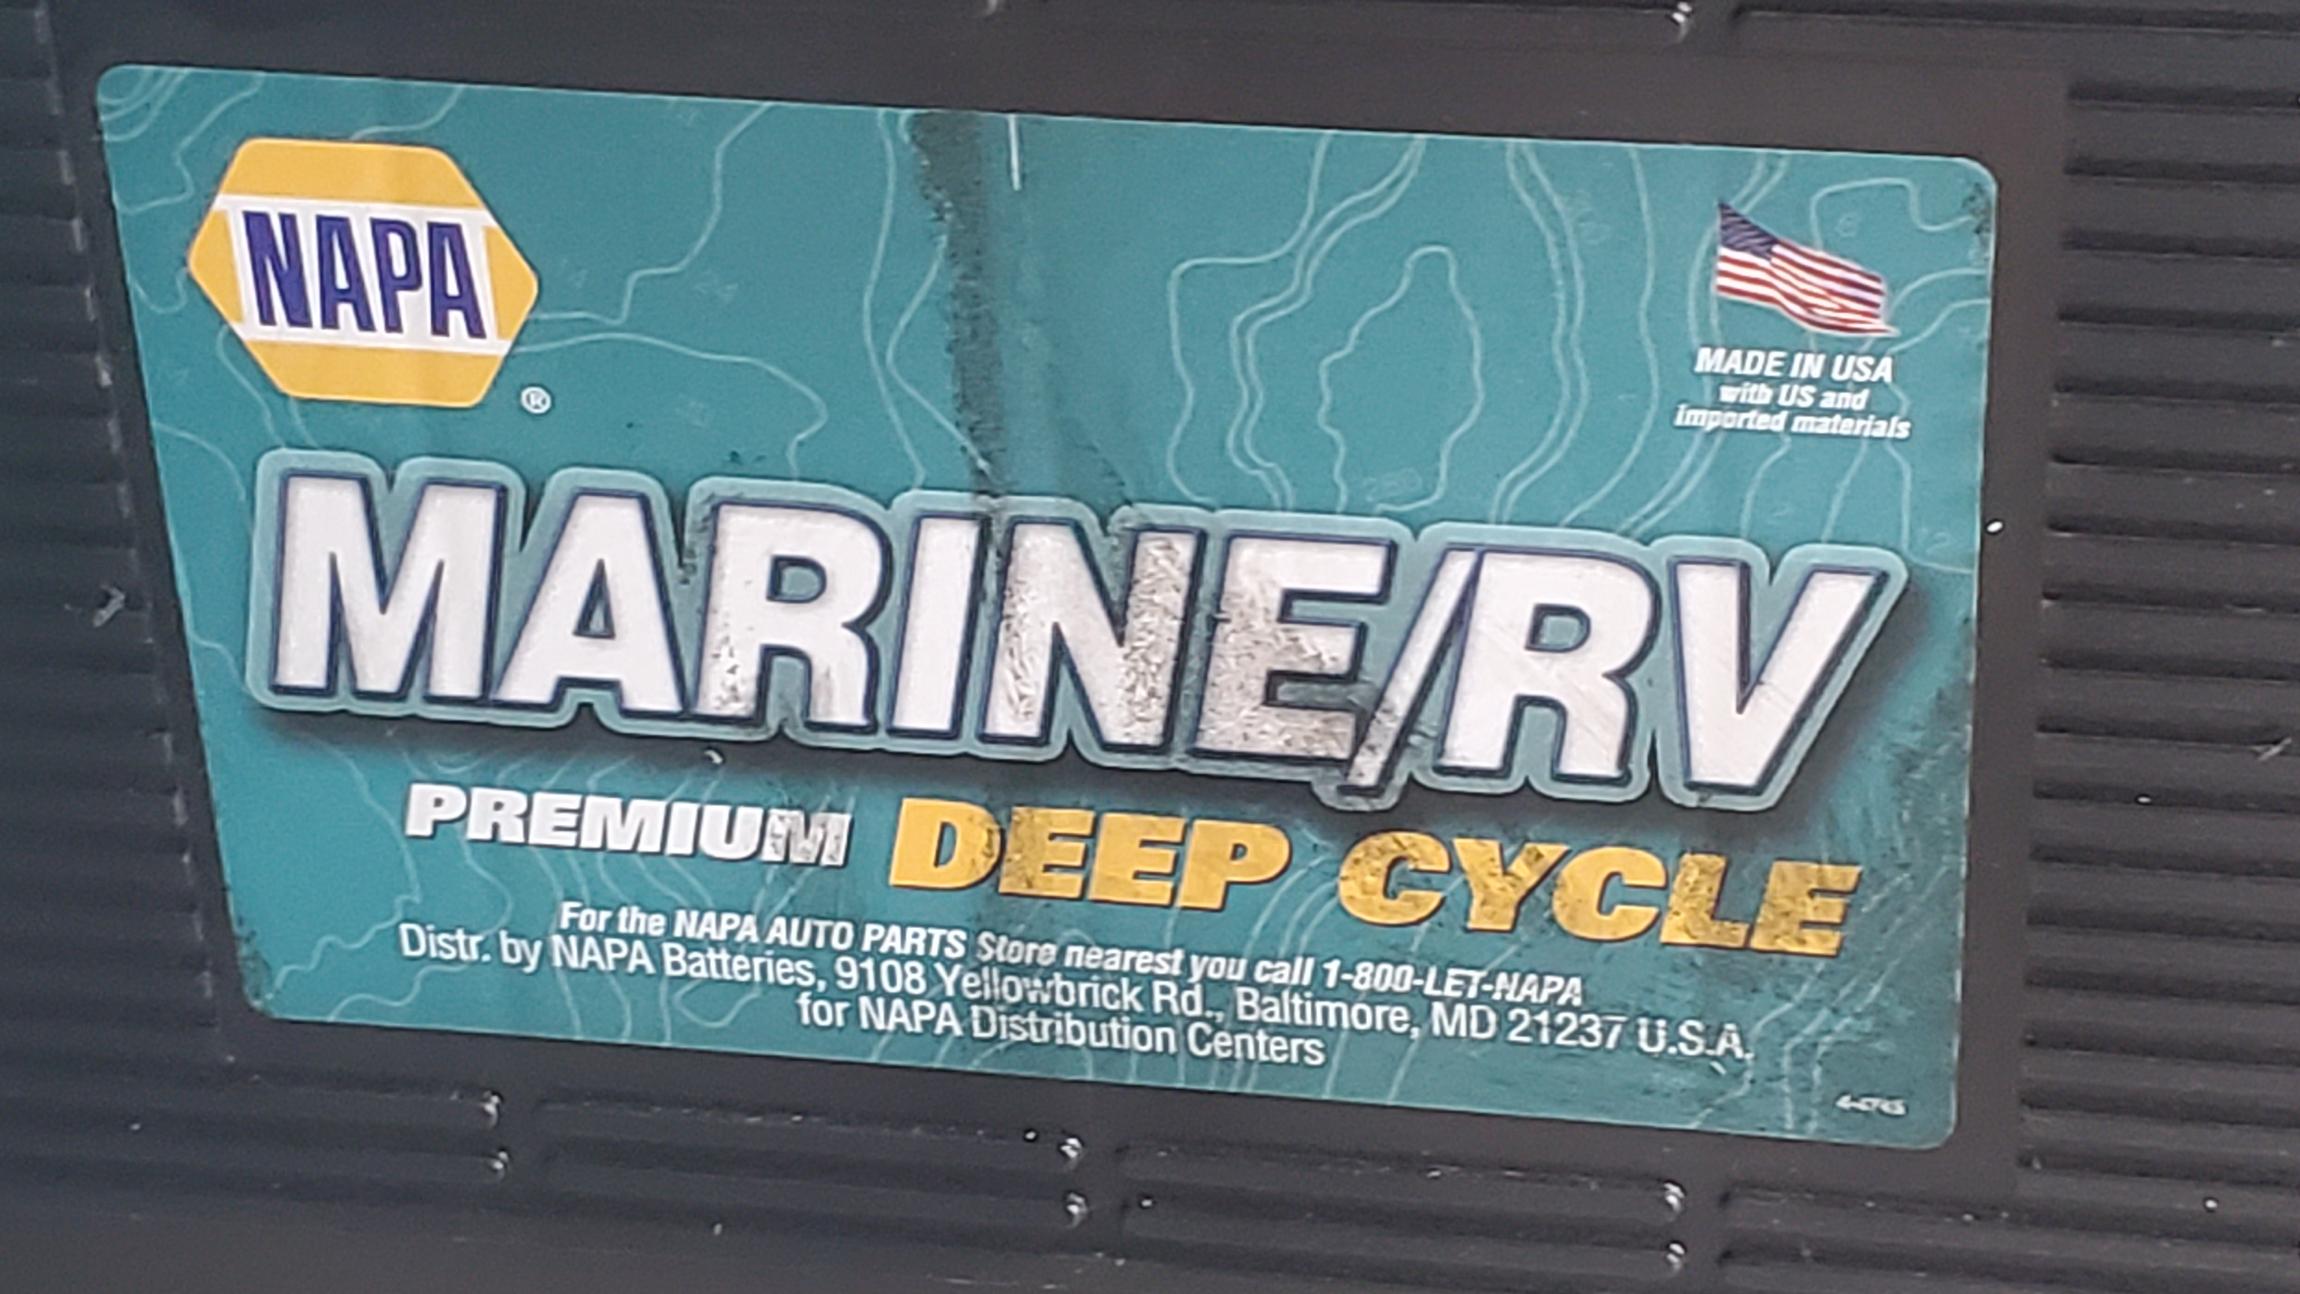 NAPA
®
MADE IN USA
with US and
imported materials
MARINE/RV
PREMIUM DEEP CYCLE
For the NAPA AUTO PARTS Store nearest you call 1-800-LET-NAPA
Distr. by NAPA Batteries, 9108 Yellowbrick Rd., Baltimore, MD 21237 U.S.A.
for NAPA Distribution Centers